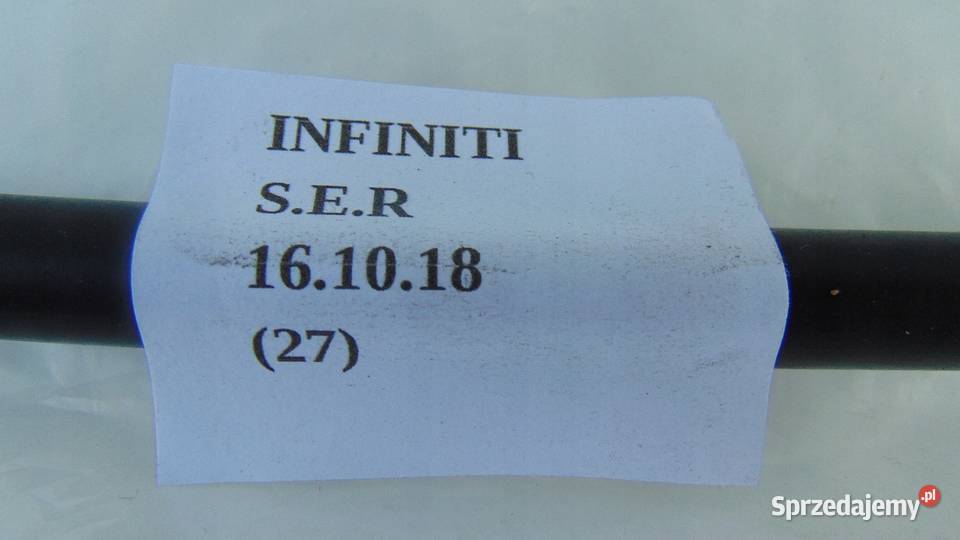 INFINITI
S.E.R
16.10.18
(27)
Sprzedajemy.pl